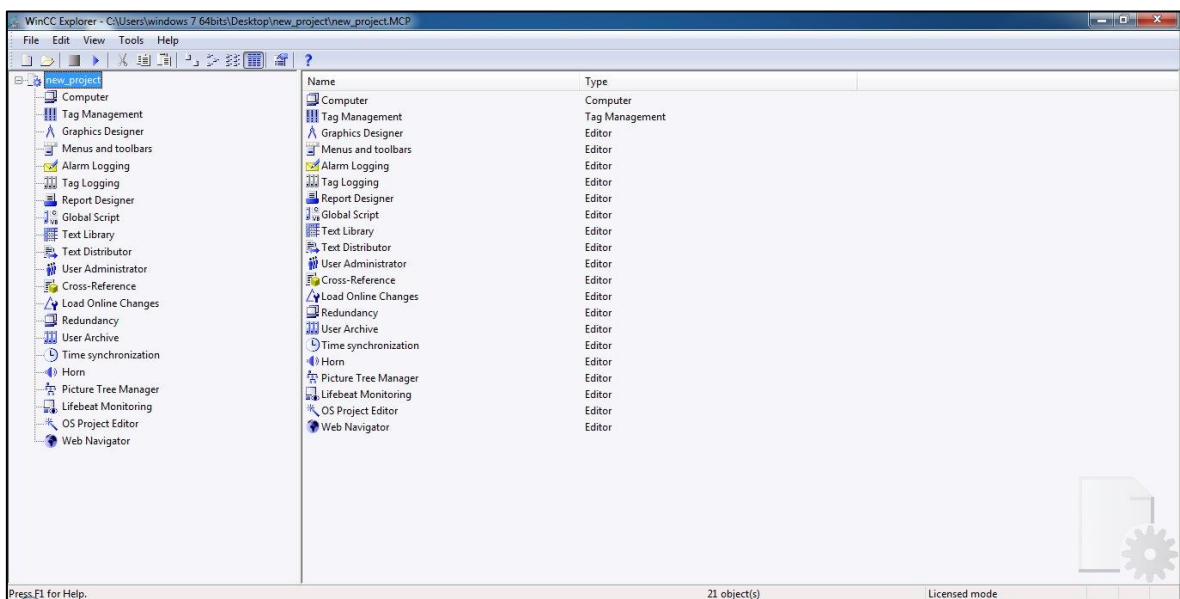 WinCC Explorer - C:\Users\windows 7 64bits\Desktop\new_project\new_project.MCP
File Edit View Tools Help
new_project
Computer
Tag Management
Graphics Designer
Menus and toolbars
Alarm Logging
Tag Logging
Report Designer
Global Script
Text Library
Text Distributor
User Administrator
Cross-Reference
Load Online Changes
Redundancy
User Archive
Time synchronization
Horn
Picture Tree Manager
Lifebeat Monitoring
OS Project Editor
Web Navigator
Name Type
Computer Computer
Tag Management Tag Management
Graphics Designer Editor
Menus and toolbars Editor
Alarm Logging Editor
Tag Logging Editor
Report Designer Editor
Global Script Editor
Text Library Editor
Text Distributor Editor
User Administrator Editor
Cross-Reference Editor
Load Online Changes Editor
Redundancy Editor
User Archive Editor
Time synchronization Editor
Horn Editor
Picture Tree Manager Editor
Lifebeat Monitoring Editor
OS Project Editor Editor
Web Navigator Editor
Press F1 for Help. 21 object(s) Licensed mode